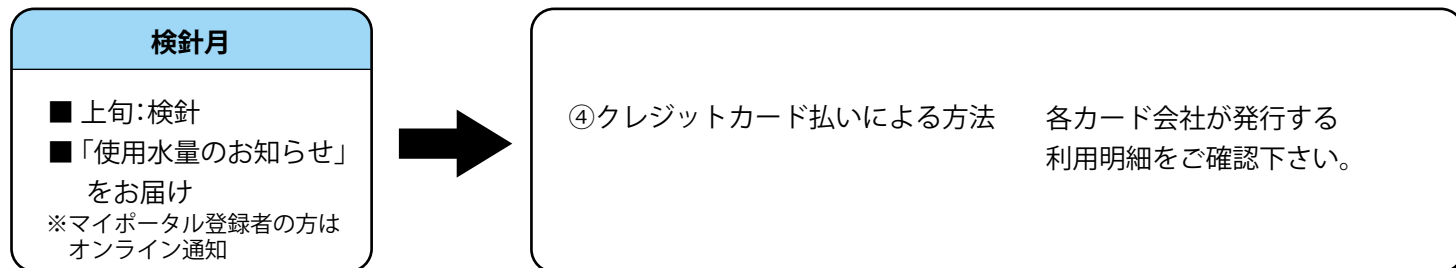 検針月
■ 上旬：検針
■「使用水量のお知らせ」
をお届け
※マイポータル登録者の方は
オンライン通知
④クレジットカード払いによる方法
各カード会社が発行する
利用明細をご確認下さい。